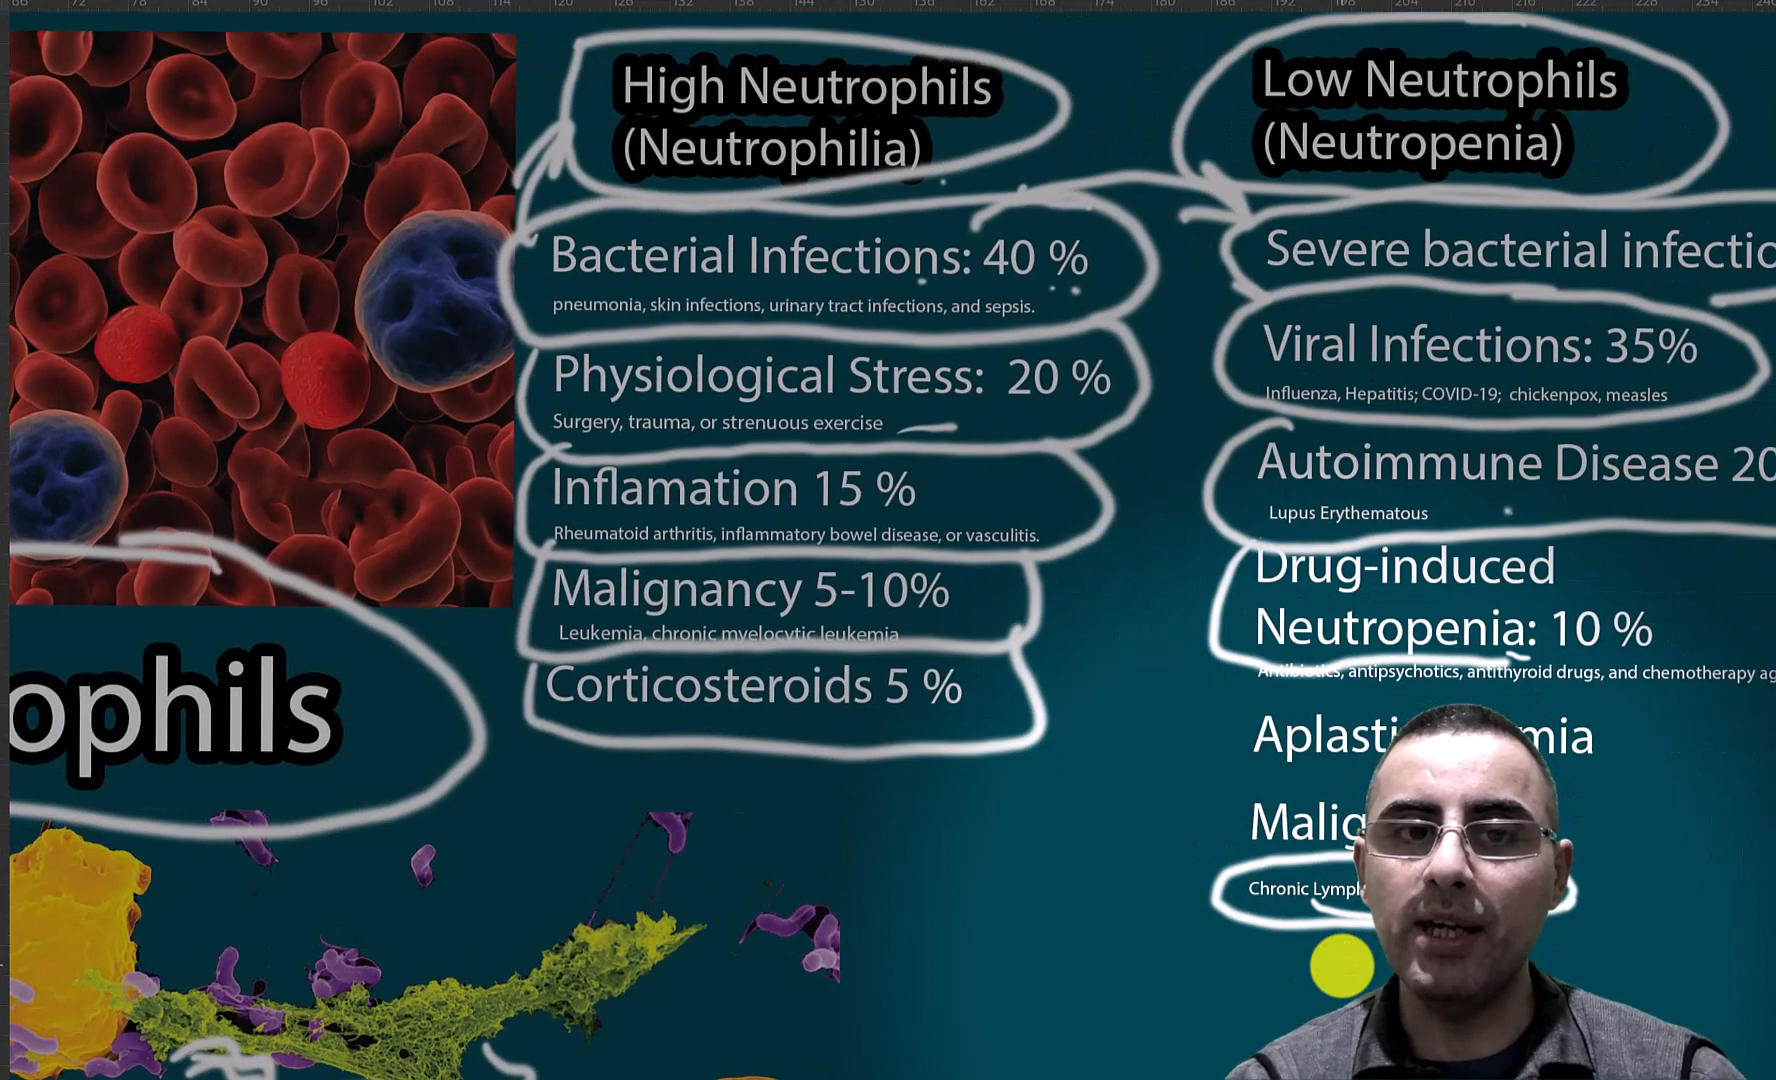 High Neutrophils
(Neutrophilia)
Bacterial Infections: 40 %
pneumonia, skin infections, urinary tract infections, and sepsis.
Physiological Stress: 20 %
Surgery, trauma, or strenuous exercise
Inflamation 15 %
Rheumatoid arthritis, inflammatory bowel disease, or vasculitis.
Malignancy 5-10%
Leukemia, chronic myelocytic leukemia
Corticosteroids 5 %
ophils
Low Neutrophils
(Neutropenia)
Severe bacterial infectio
Viral Infections: 35%
Influenza, Hepatitis; COVID-19; chickenpox, measles
Autoimmune Disease 20
Lupus Erythematous
Drug-induced
Neutropenia: 10 %
Antibiotics, antipsychotics, antithyroid drugs, and chemotherapy ag
Aplasti mia
Malig
Chronic Lymph